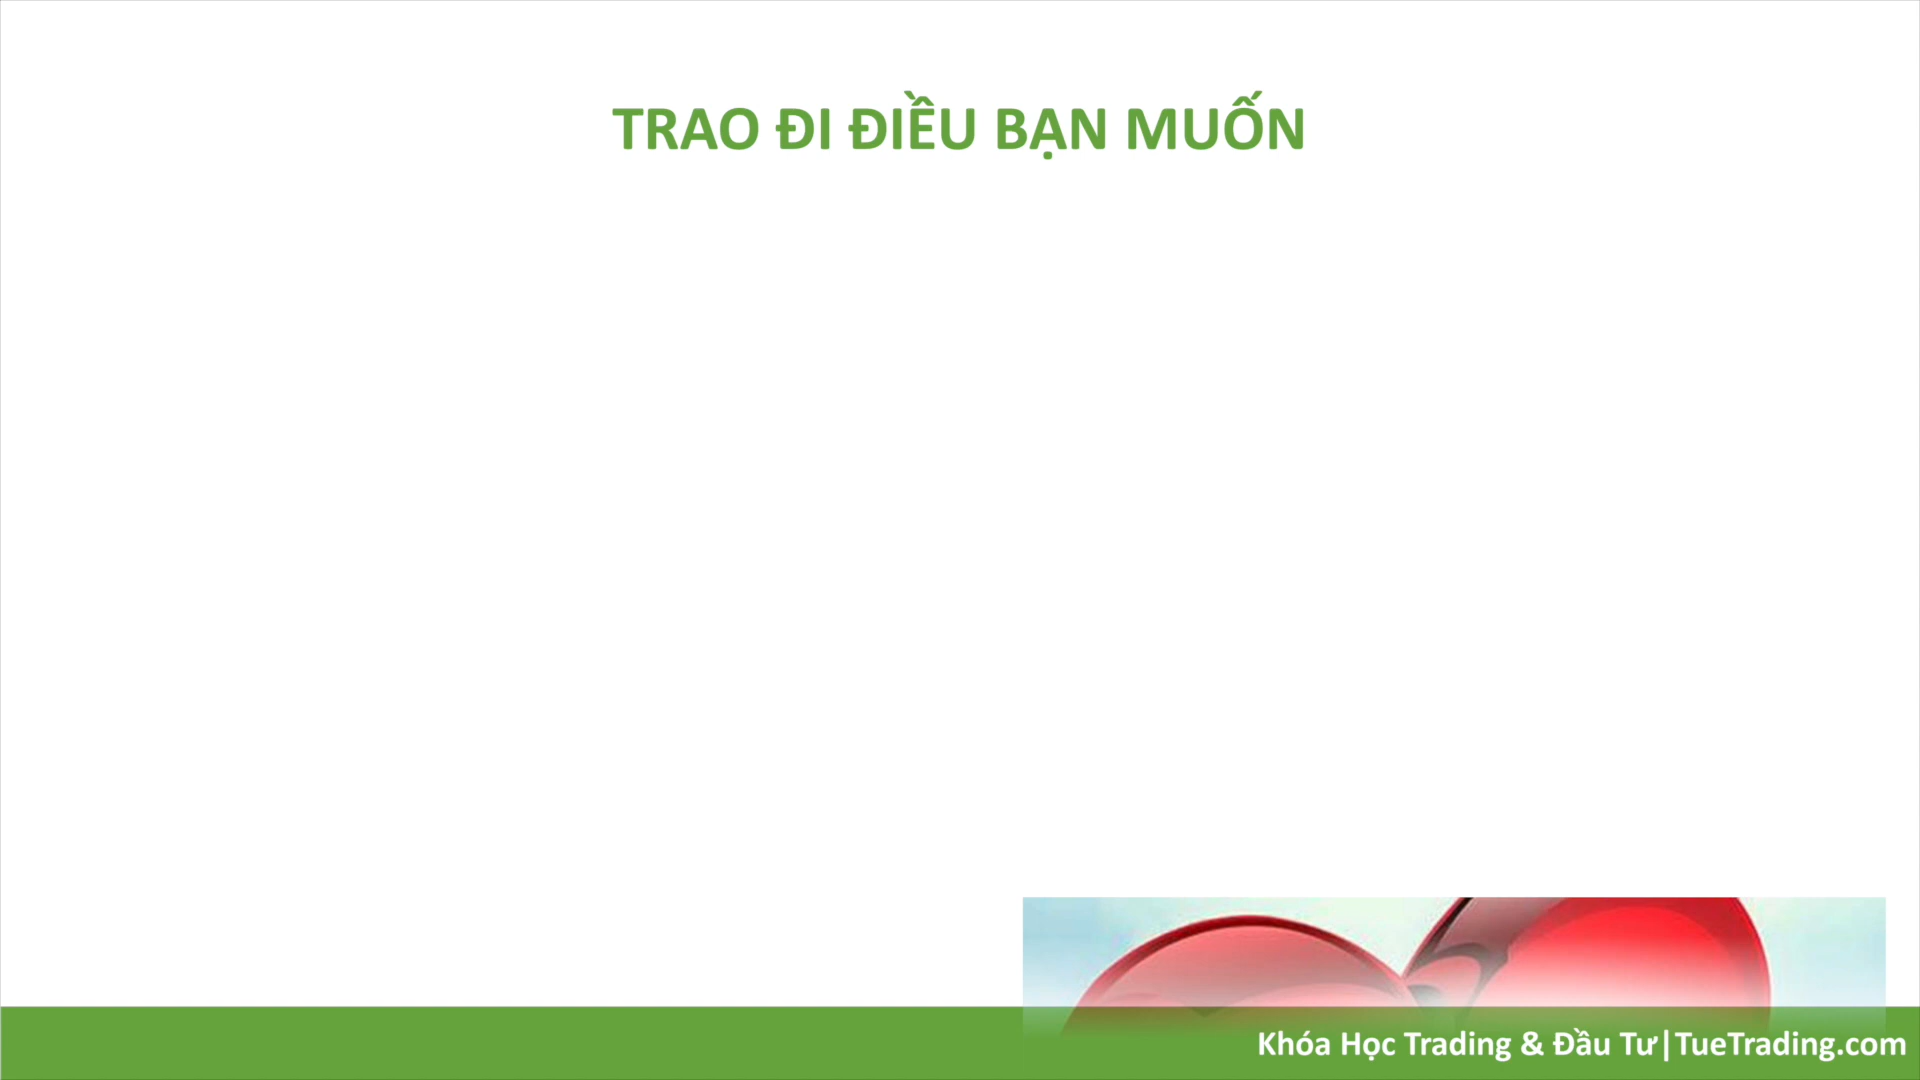 TRAO ĐI ĐIỀU BẠN MUỐN
Khóa Học Trading & Đầu Tư|TueTrading.com